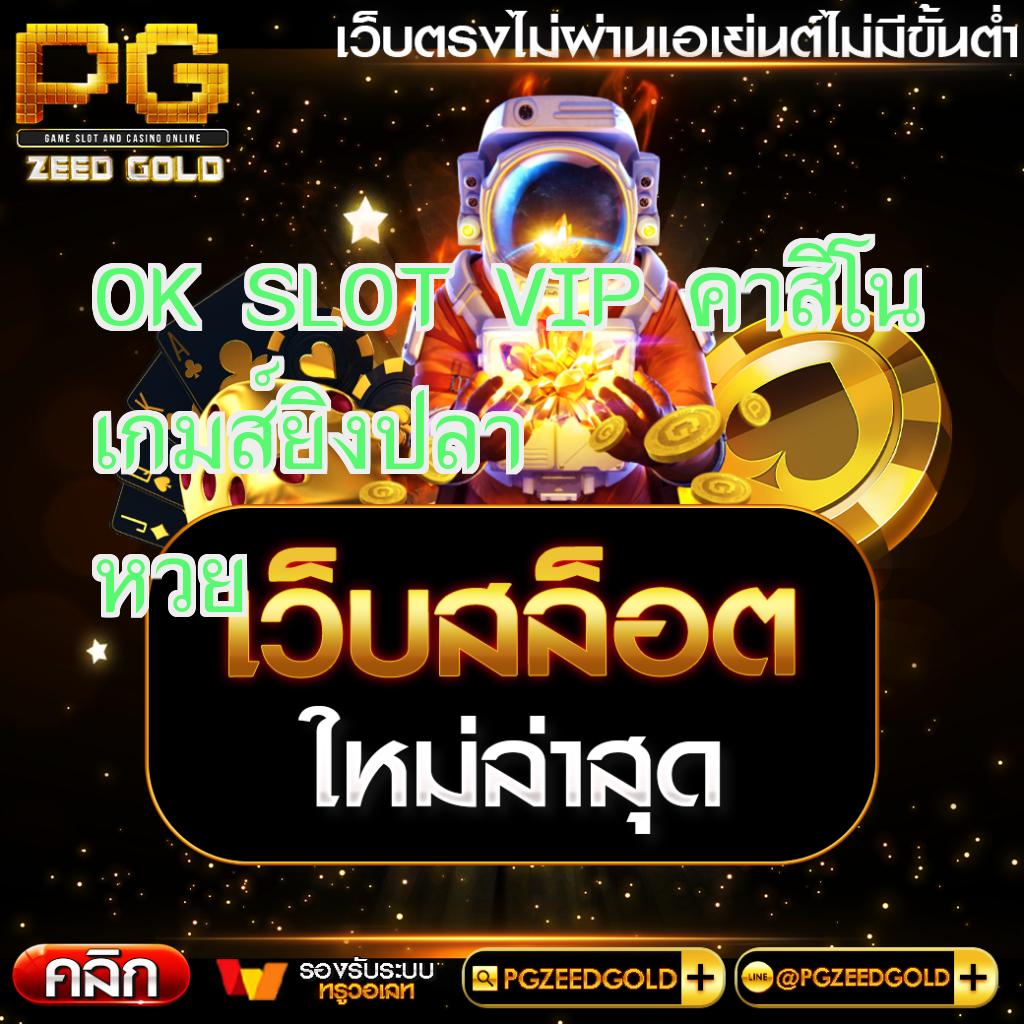 เว็บตรงไม่ผ่านเอเย่นต์ไม่มีขั้นต่ำ
PG
GAME SLOT AND CASINO ONLINE
ZEED GOLD
OK SLOT VIP คาสิโน
เกมส์ยิงปลา
หวย
เว็บสล็อต
ใหม่ล่าสุด
คลิก
รองรับระบบ
ทรูวอเลท
PGZEEDGOLD
LINE @PGZEEDGOLD